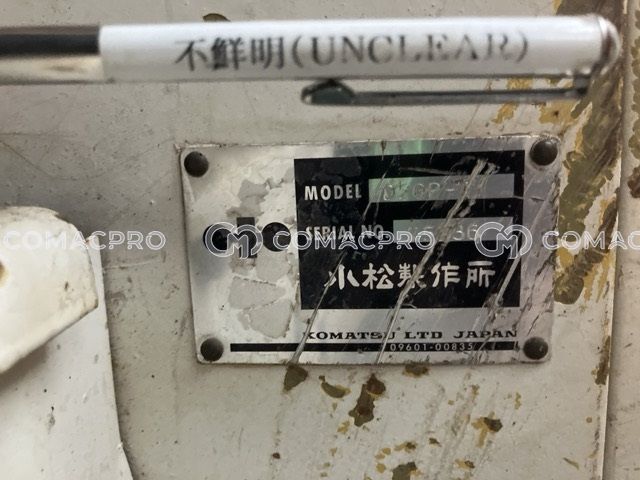 不鮮明(UNCLEAR)
MODEL
COMACPRO COMACPRO COMACPRO
SERIAL NO
小松製作所
KOMATSU LTD JAPAN
09601-00835